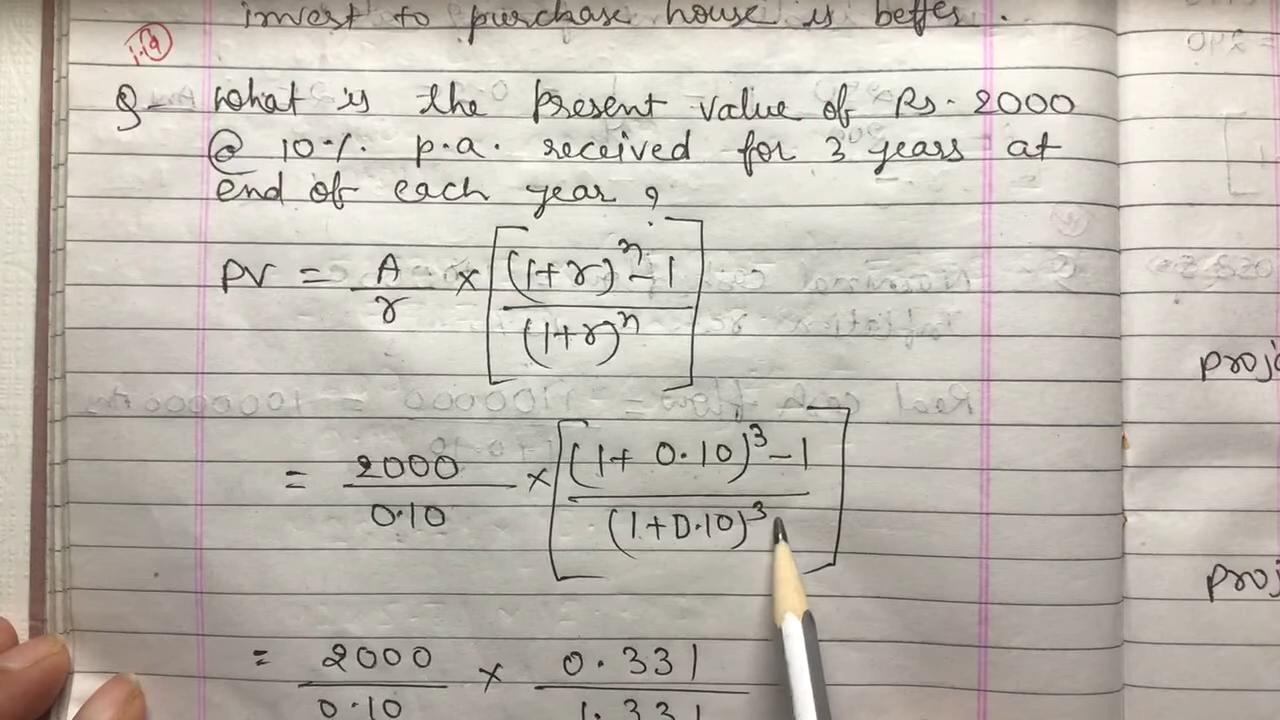 invest to purchase house is better.
Q- What is the present value of Rs. 2000
@ 10% p.a. received for 3 years at
end of each year ?
PV = A/r × [((1+r)^n - 1)/(1+r)^n]
= 2000/0.10 × [((1+ 0.10)^3 - 1)/(1+0.10)^3]
= 2000/0.10 × 0.331/1.331
proj
proj